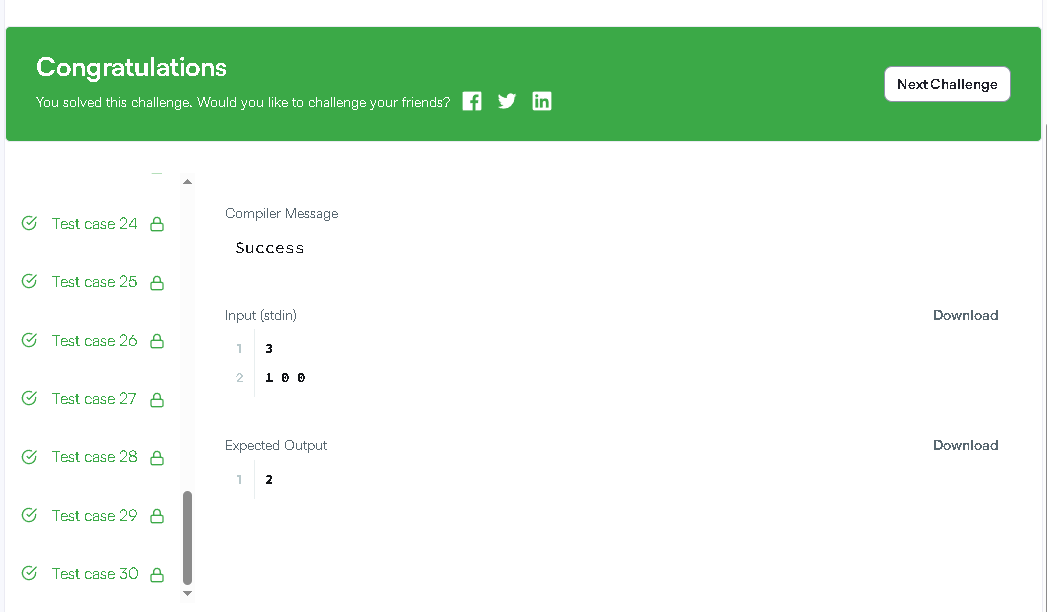 Congratulations
You solved this challenge. Would you like to challenge your friends?
Next Challenge
Test case 24
Test case 25
Test case 26
Test case 27
Test case 28
Test case 29
Test case 30
Compiler Message
Success
Input (stdin)
Download
1 3
2 1 0 0
Expected Output
Download
1 2